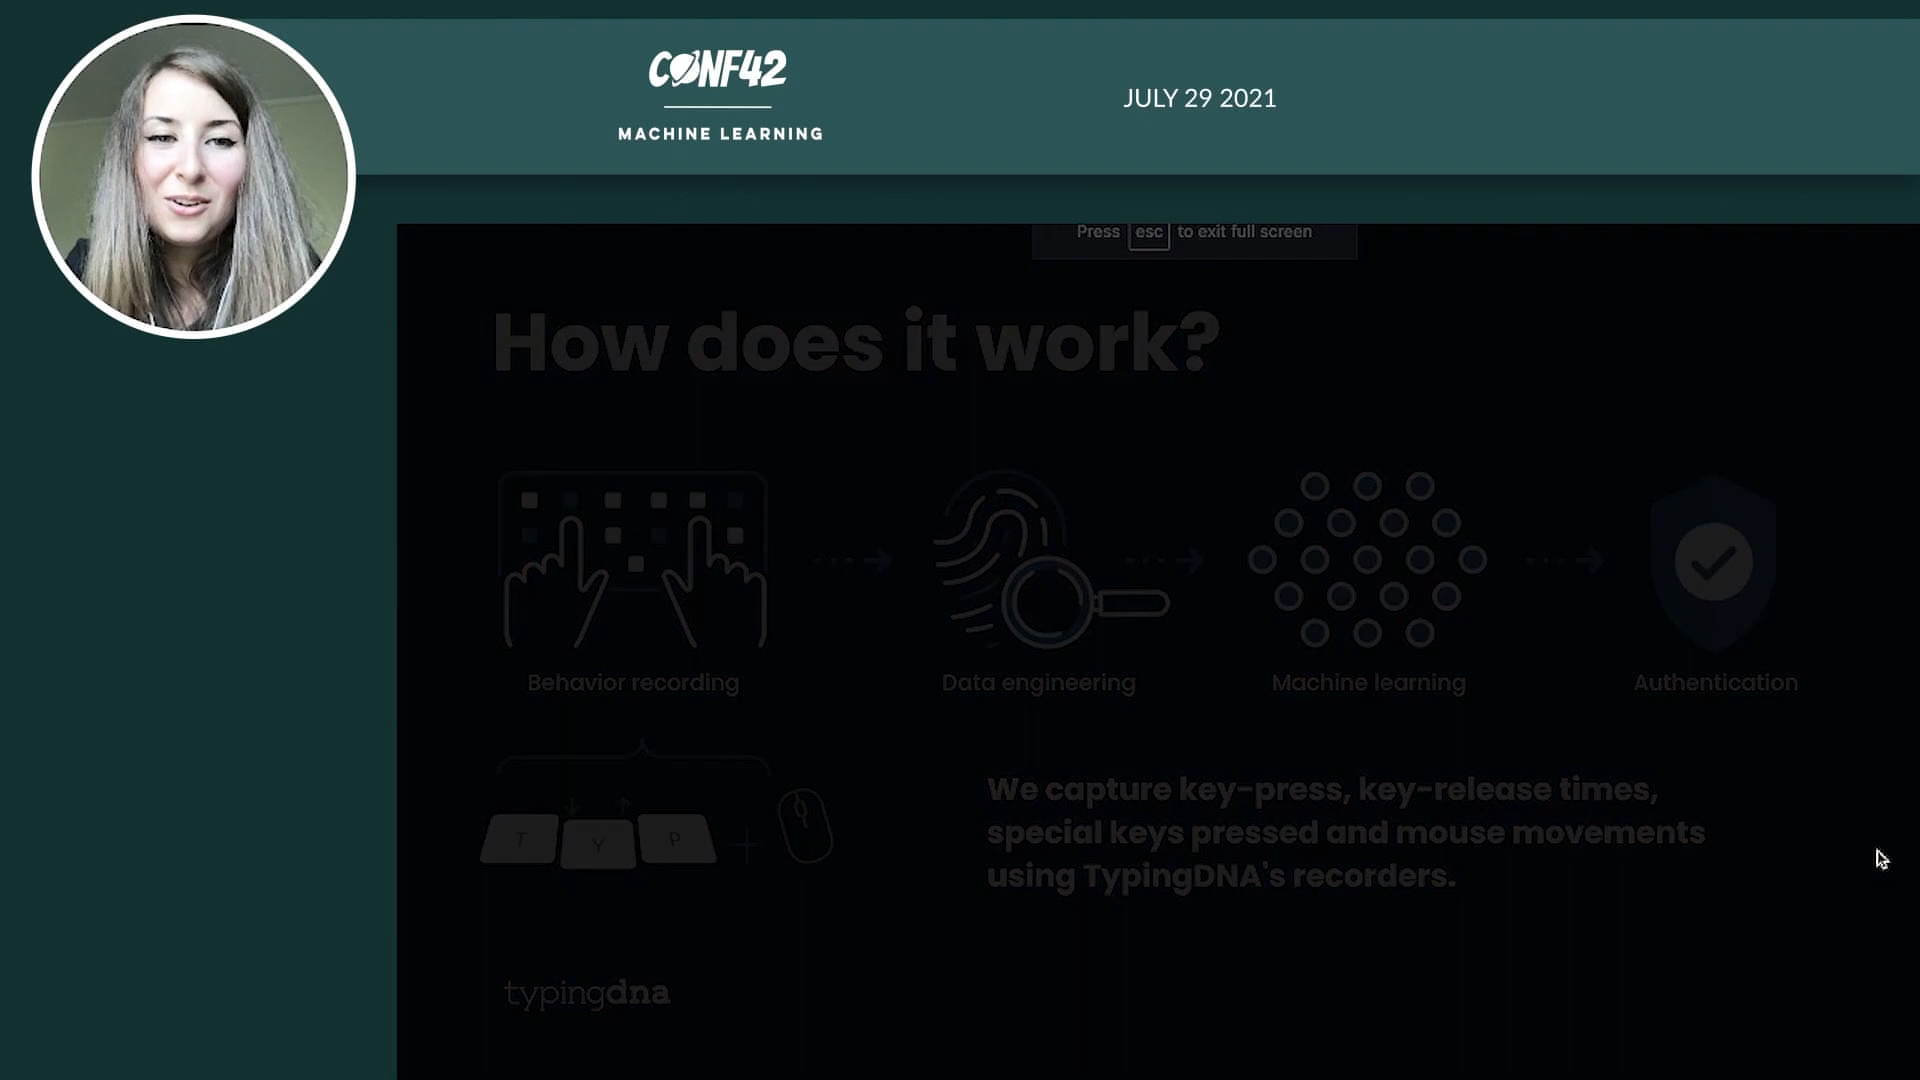 CONF42
MACHINE LEARNING
JULY 29 2021
Press esc to exit full screen
How does it work?
Behavior recording
Data engineering
Machine learning
Authentication
T Y P
We capture key-press, key-release times,
special keys pressed and mouse movements
using TypingDNA's recorders.
typingdna